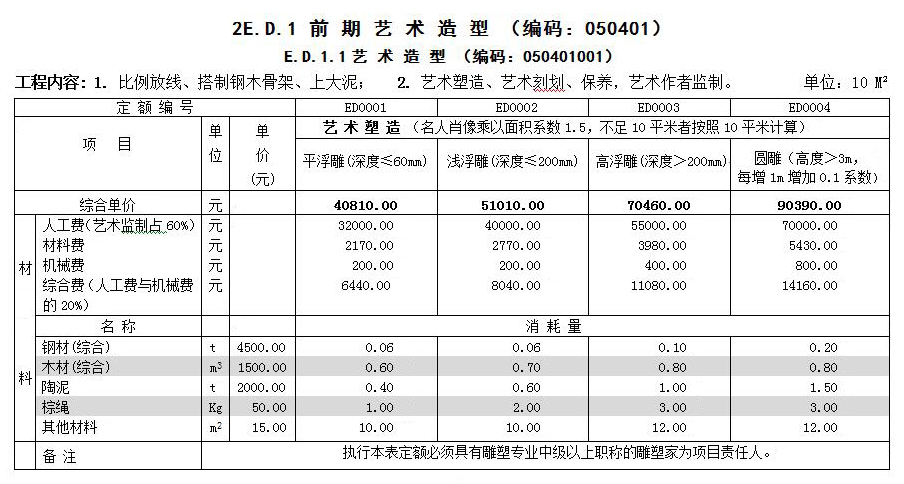 2E.D.1 前 期 艺 术 造 型 （编码：050401）
E.D.1.1艺 术 造 型 （编码：050401001）
工程内容：1. 比例放线、搭制钢木骨架、上大泥； 2. 艺术塑造、艺术刻划、保养，艺术作者监制。 单位：10 M²
定 额 编 号 ED0001 ED0002 ED0003 ED0004
项 目 单位 单价(元) 艺 术 塑 造 （名人肖像乘以面积系数 1.5，不足 10 平米者按照 10 平米计算）
平浮雕(深度≤60mm) 浅浮雕(深度≤200mm) 高浮雕(深度＞200mm) 圆雕（高度＞3m，
每增 1m 增加 0.1 系数）
综合单价 元 40810.00 51010.00 70460.00 90390.00
材 人工费(艺术监制占 60%) 元 32000.00 40000.00 55000.00 70000.00
材料费 元 2170.00 2770.00 3980.00 5430.00
机械费 元 200.00 200.00 400.00 800.00
综合费（人工费与机械费 元 6440.00 8040.00 11080.00 14160.00
的 20%）
料 名 称 消 耗 量
钢材(综合) t 4500.00 0.06 0.06 0.10 0.20
木材(综合) m³ 1500.00 0.60 0.70 0.80 0.80
陶泥 t 2000.00 0.40 0.60 1.00 1.50
棕绳 Kg 50.00 1.00 2.00 3.00 3.00
其他材料 m² 15.00 10.00 10.00 12.00 12.00
备 注 执行本表定额必须具有雕塑专业中级以上职称的雕塑家为项目责任人。